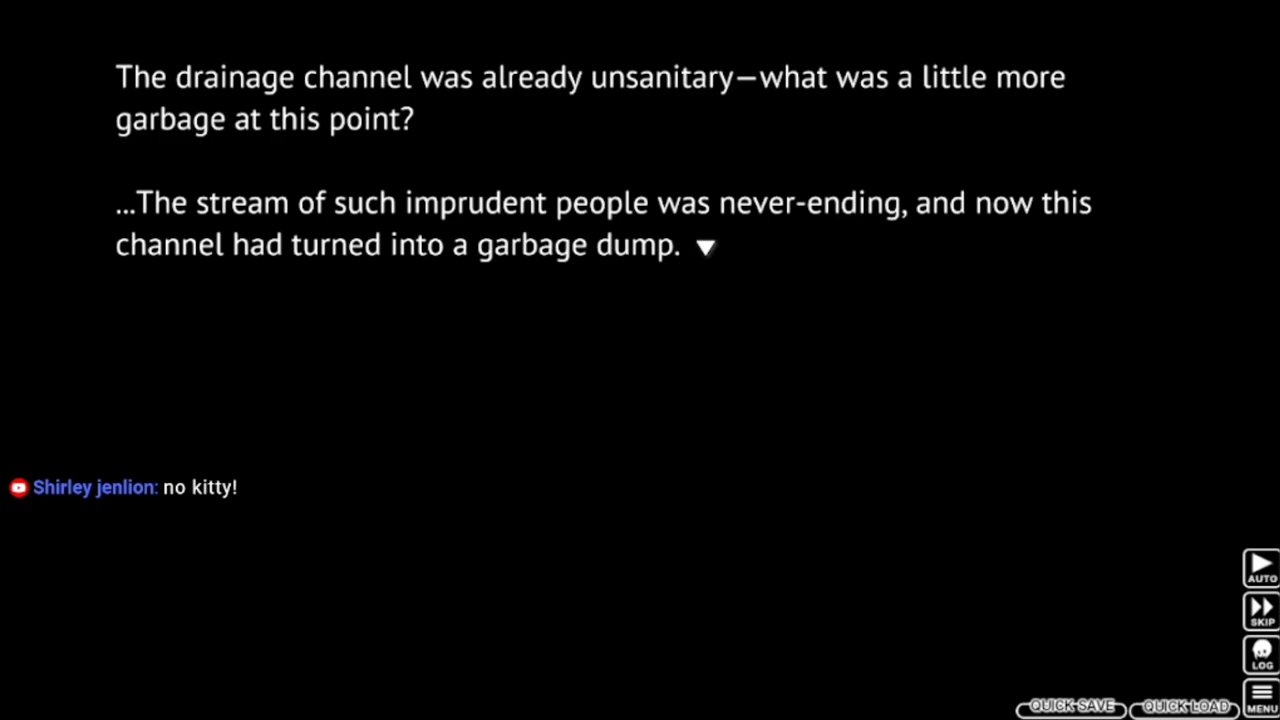 The drainage channel was already unsanitary—what was a little more
garbage at this point?
...The stream of such imprudent people was never-ending, and now this
channel had turned into a garbage dump.
Shirley jenlion: no kitty!
AUTO
SKIP
LOG
MENU
QUICK SAVE QUICK LOAD